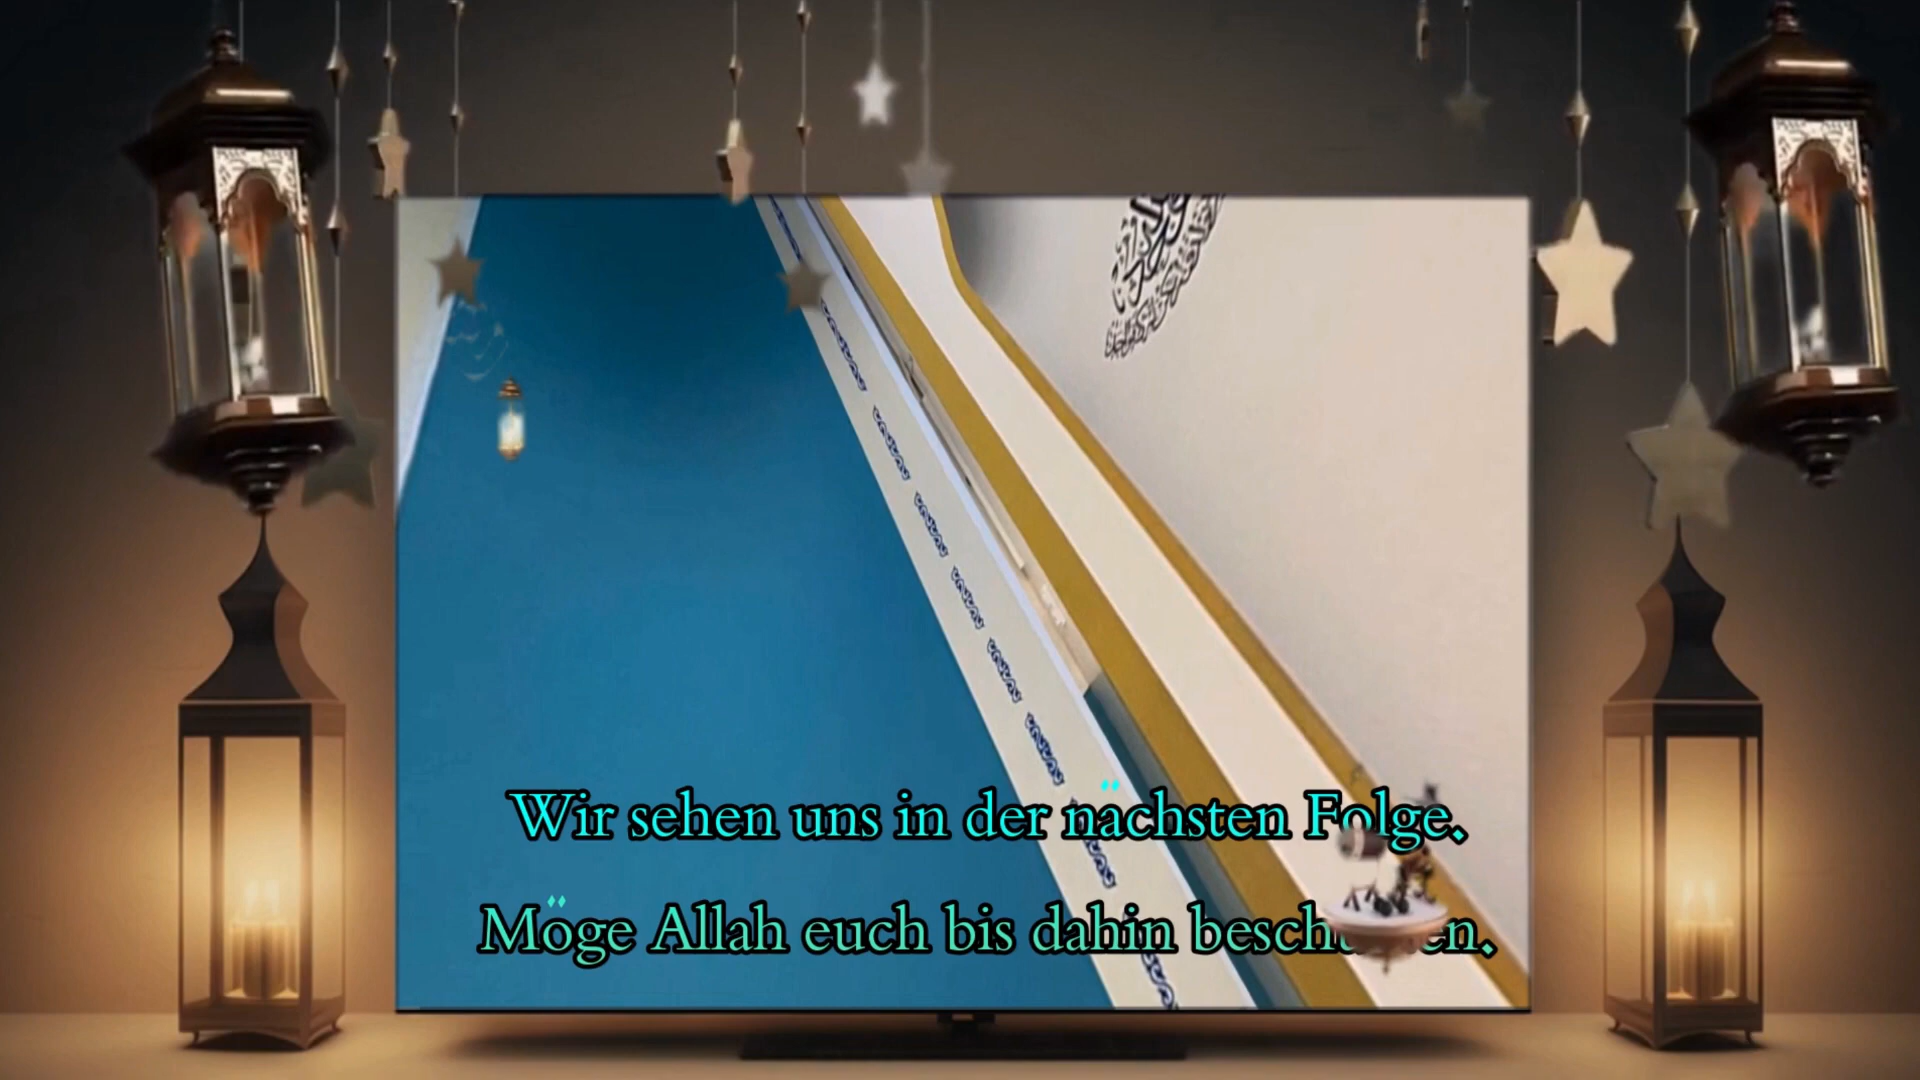 Wir sehen uns in der nächsten Folge.
Möge Allah euch bis dahin